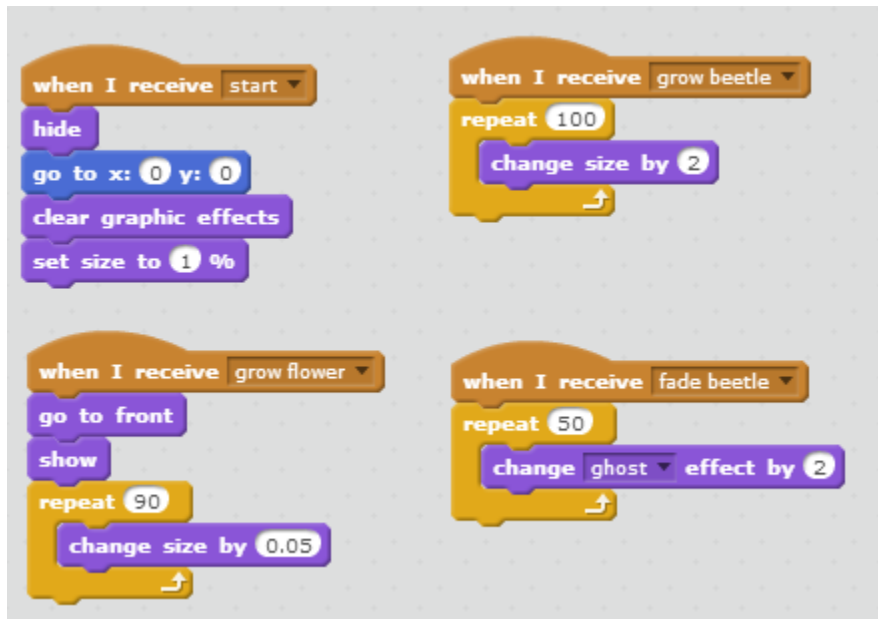 when I receive start
hide
go to x: 0 y: 0
clear graphic effects
set size to 1 %
when I receive grow beetle
repeat 100
change size by 2
when I receive grow flower
go to front
show
repeat 90
change size by 0.05
when I receive fade beetle
repeat 50
change ghost effect by 2